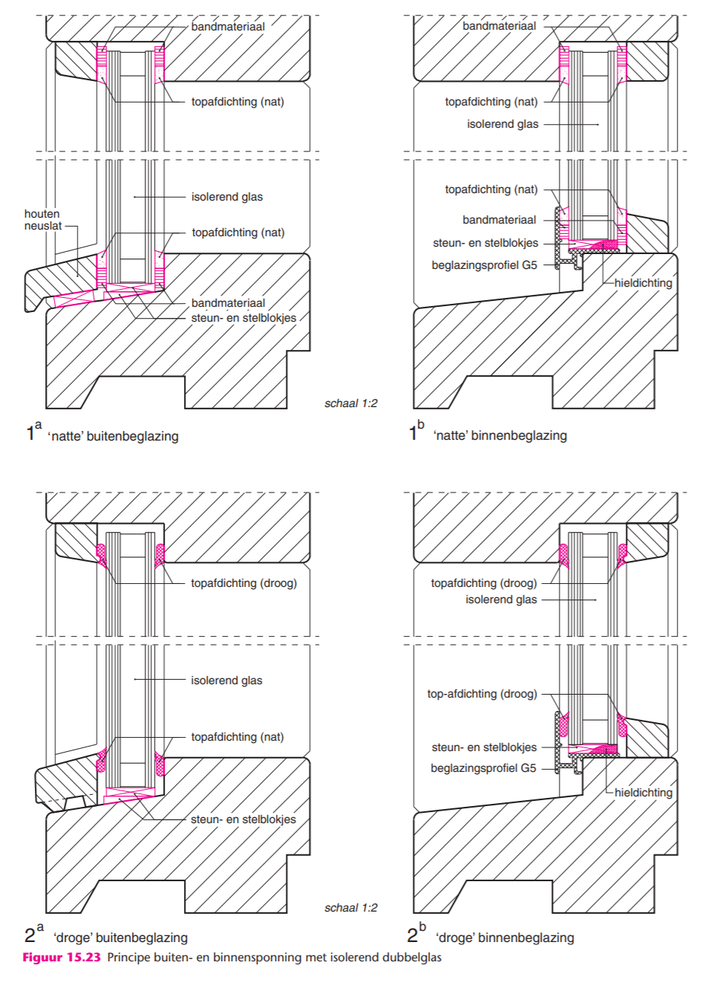 bandmateriaal
topafdichting (nat)
isolerend glas
houten
neuslat
topafdichting (nat)
bandmateriaal
steun- en stelblokjes
schaal 1:2
1a ‘natte’ buitenbeglazing
bandmateriaal
topafdichting (nat)
isolerend glas
topafdichting (nat)
bandmateriaal
steun- en stelblokjes
beglazingsprofiel G5
hieldichting
1b ‘natte’ binnenbeglazing
topafdichting (droog)
isolerend glas
topafdichting (nat)
steun- en stelblokjes
schaal 1:2
2a ‘droge’ buitenbeglazing
topafdichting (droog)
isolerend glas
top-afdichting (droog)
steun- en stelblokjes
beglazingsprofiel G5
hieldichting
2b ‘droge’ binnenbeglazing
Figuur 15.23 Principe buiten- en binnensponning met isolerend dubbelglas